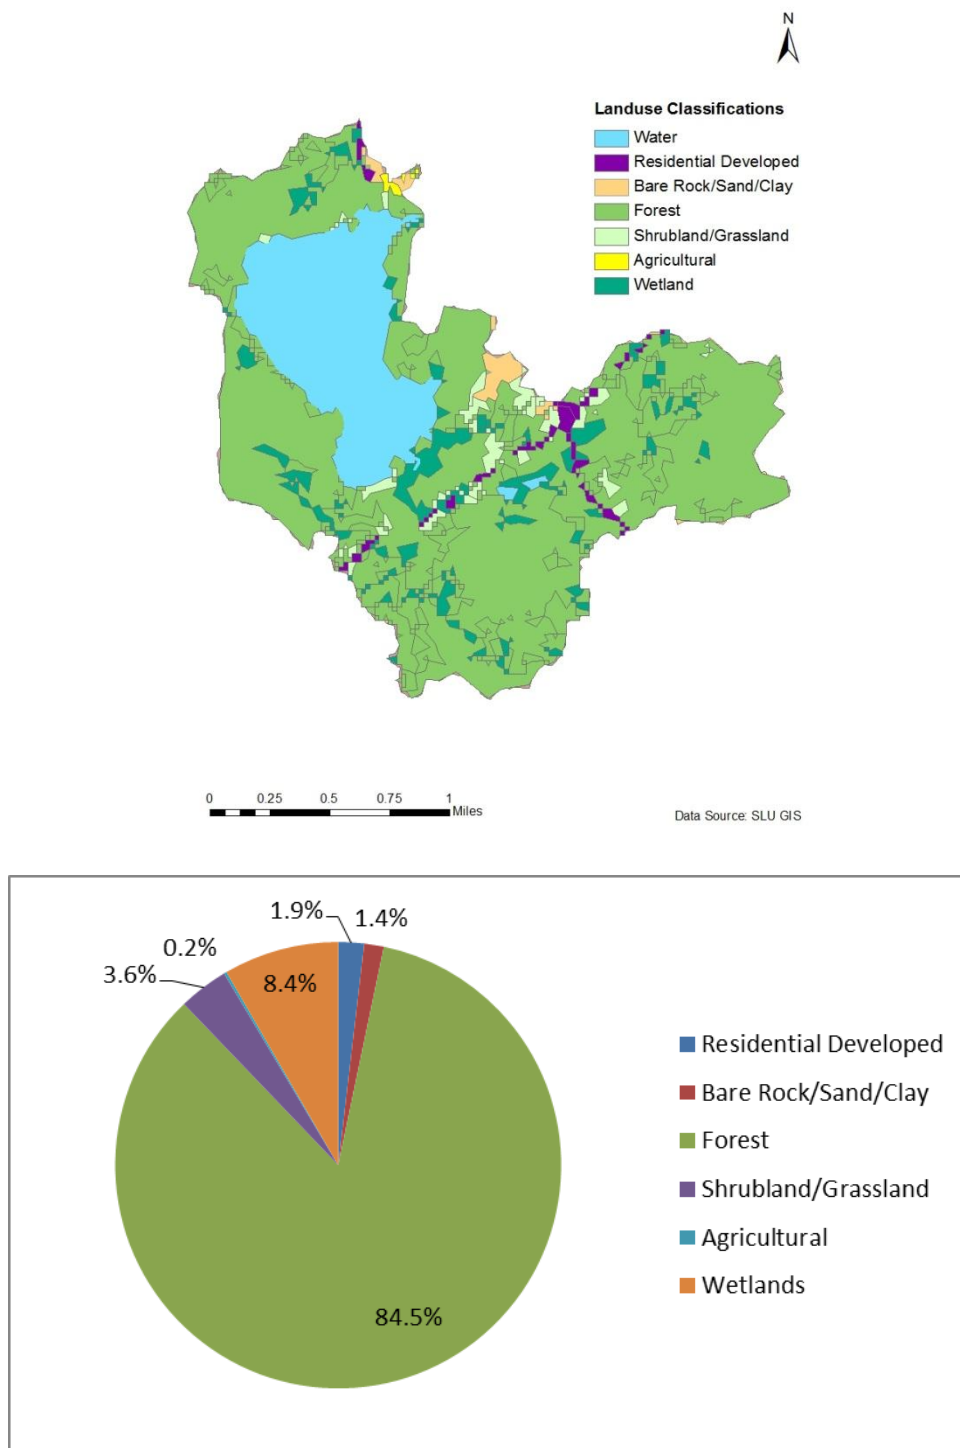 N
Landuse Classifications
Water
Residential Developed
Bare Rock/Sand/Clay
Forest
Shrubland/Grassland
Agricultural
Wetland
0 0.25 0.5 0.75 1
Miles
Data Source: SLU GIS
1.9%
1.4%
0.2%
3.6%
8.4%
84.5%
Residential Developed
Bare Rock/Sand/Clay
Forest
Shrubland/Grassland
Agricultural
Wetlands